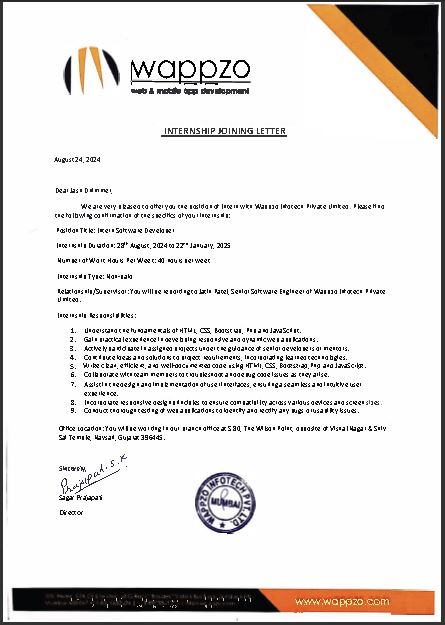 wappzo
web & mobile app development
INTERNSHIP JOINING LETTER
August 24, 2024
Dear Jash
We are very pleased to offer you the position of Intern with Wappzo Infotech Private Limited. Please find
the following confirmation of the specifics of your internship:
Position Title: Intern Software Developer
Internship Duration: 28th August, 2024 to 22nd January, 2025
Number of Work Hours Per Week: 40 hours per week
Internship Type: Non-paid
Relationship/Supervisor: You will be reporting to Jatin Patel, Senior Software Engineer of Wappzo Infotech Private
Limited.
Internship Responsibilities:
1. Understand the fundamentals of HTML, CSS, Bootstrap, Php and JavaScript.
2. Gain practical experience in developing responsive and dynamic web applications.
3. Actively participate in assigned projects under the guidance of senior developers or mentors.
4. Contribute ideas and solutions to project requirements, incorporating learned technologies.
5. Write clean, efficient, and well-documented code using HTML, CSS, Bootstrap, Php and JavaScript.
6. Collaborate with team members to troubleshoot and debug code issues as they arise.
7. Assist in the design and implementation of user interfaces, ensuring a seamless and intuitive user
experience.
8. Incorporate responsive design principles to ensure compatibility across various devices and screen sizes.
9. Conduct thorough testing of web applications to identify and rectify any bugs or usability issues.
Office Location: You will be working in our branch office at The Wilson Point, opposite of Vishal Nagar & Shiv
Sai Temple, Navsari, Gujarat 396445.
Sincerely,
Prajapati. S. K
Sagar Prajapati
Director
WAPPZO INFOTECH PVT. LTD.
MUMBAI
www.wappzo.com